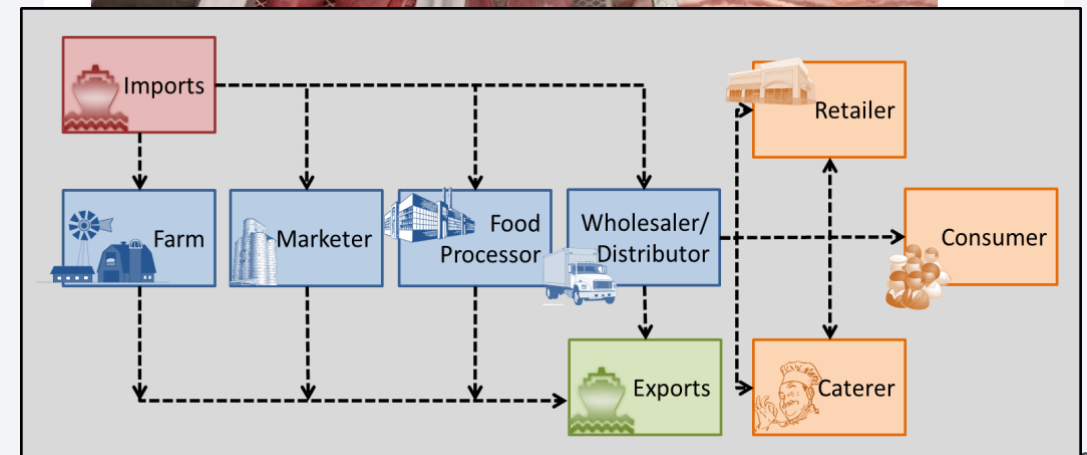 Imports
Retailer
Farm
Marketer
Food
Processor
Wholesaler/
Distributor
Consumer
Exports
Caterer